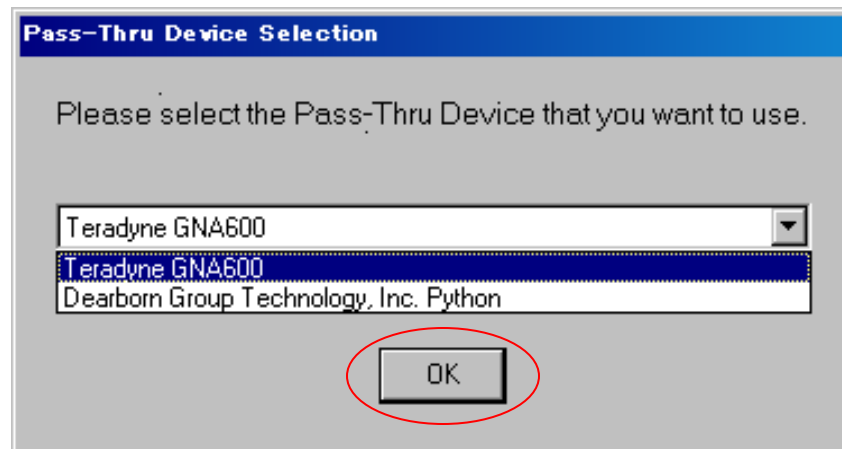 Pass-Thru Device Selection
Please select the Pass-Thru Device that you want to use.
Teradyne GNA600
Teradyne GNA600
Dearborn Group Technology, Inc. Python
OK